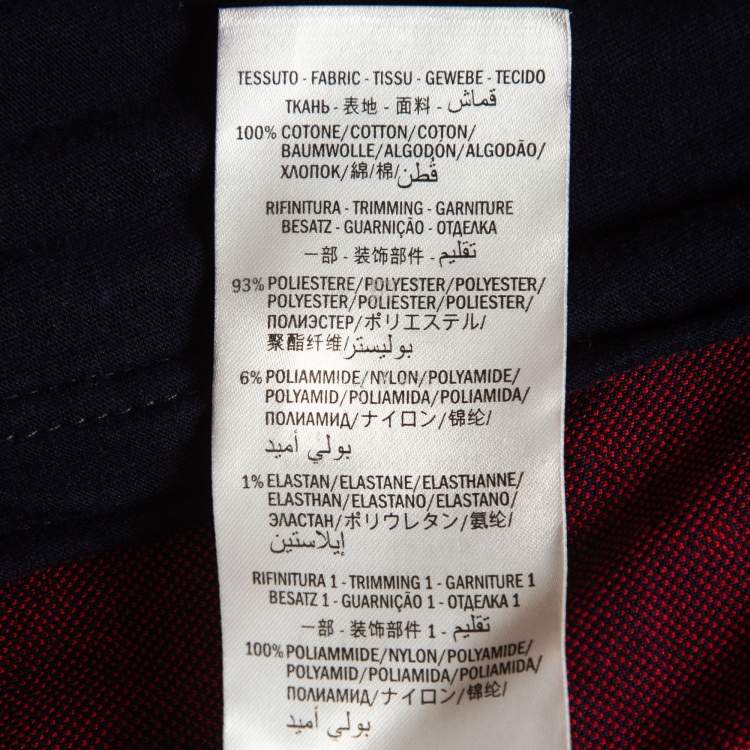 TESSUTO - FABRIC - TISSU - GEWEBE - TECIDO
ТКАНЬ - 表地 - 面料 - قماش
100% COTONE/COTTON/COTON/
BAUMWOLLE/ALGODÓN/ALGODÃO/
ХЛОПОК/綿/棉/قُطن
RIFINITURA - TRIMMING - GARNITURE
BESATZ - GUARNIÇÃO - ОТДЕЛКА
一部 - 装饰部件 - تقليم
93% POLIESTERE/POLYESTER/POLYESTER/
POLYESTER/POLIESTER/POLIESTER/
ПОЛИЭСТЕР/ポリエステル/
聚酯纤维/بوليستر
6% POLIAMMIDE/NYLON/POLYAMIDE/
POLYAMID/POLIAMIDA/POLIAMIDA/
ПОЛИАМИД/ナイロン/锦纶/
بولي أميد
1% ELASTAN/ELASTANE/ELASTHANNE/
ELASTHAN/ELASTANO/ELASTANO/
ЭЛАСТАН/ポリウレタン/氨纶/
إيلاستين
RIFINITURA 1 - TRIMMING 1 - GARNITURE 1
BESATZ 1 - GUARNIÇÃO 1 - ОТДЕЛКА 1
一部 - 装饰部件 1 - تقليم
100% POLIAMMIDE/NYLON/POLYAMIDE/
POLYAMID/POLIAMIDA/POLIAMIDA/
ПОЛИАМИД/ナイロン/锦纶/
بولي أميد